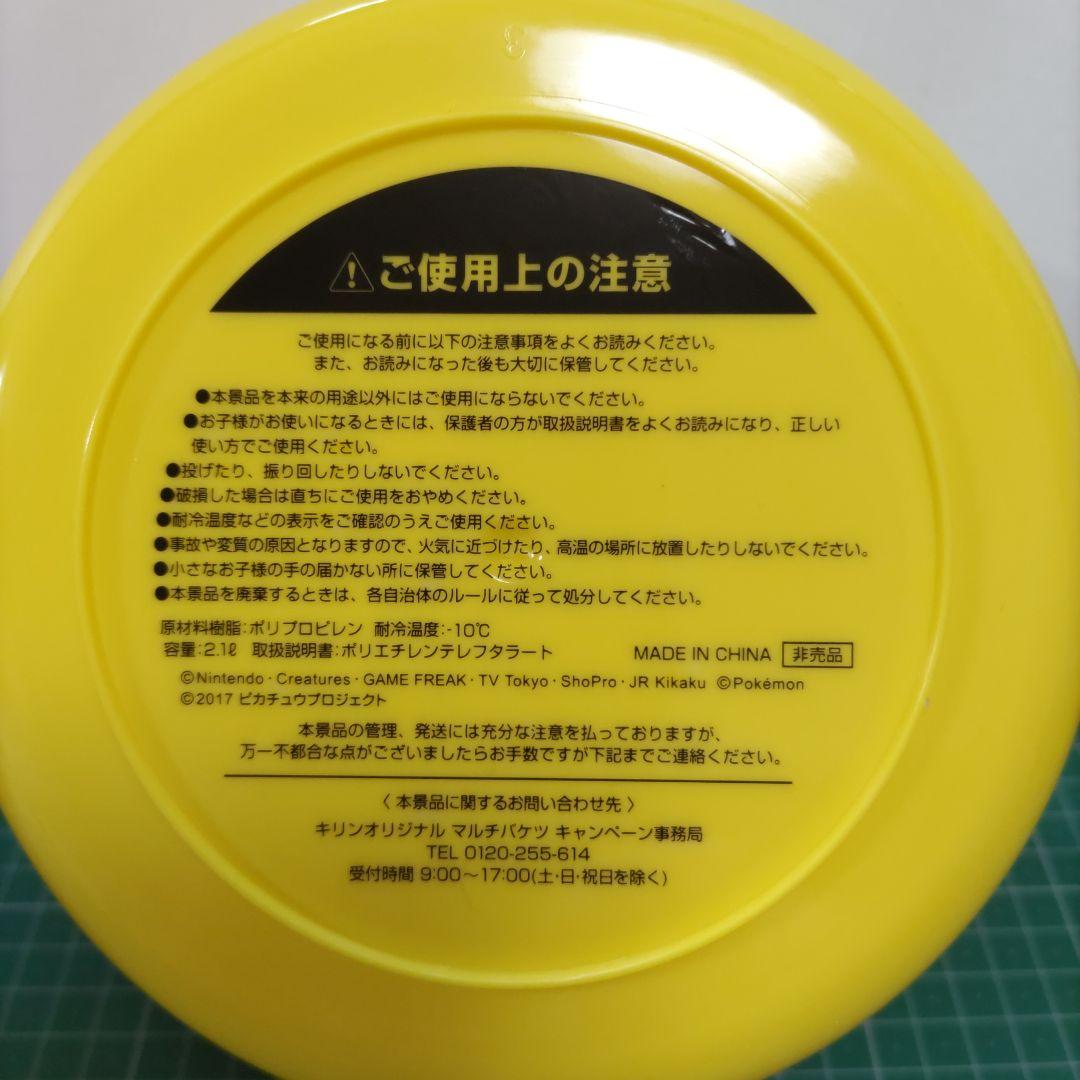 ⚠ご使用上の注意
ご使用になる前に以下の注意事項をよくお読みください。
また、お読みになった後も大切に保管してください。
●本景品を本来の用途以外にはご使用にならないでください。
●お子様がお使いになるときには、保護者の方が取扱説明書をよくお読みになり、正しい
使い方でご使用ください。
●投げたり、振り回したりしないでください。
●破損した場合は直ちにご使用をおやめください。
●耐冷温度などの表示をご確認のうえご使用ください。
●事故や変質の原因となりますので、火気に近づけたり、高温の場所に放置したりしないでください。
●小さなお子様の手の届かない所に保管してください。
●本景品を廃棄するときは、各自治体のルールに従って処分してください。
原材料樹脂:ポリプロピレン 耐冷温度:-10℃
容量:2.1ℓ 取扱説明書:ポリエチレンテレフタラート MADE IN CHINA 非売品
©Nintendo・Creatures・GAME FREAK・TV Tokyo・ShoPro・JR Kikaku ©Pokémon
©2017 ピカチュウプロジェクト
本景品の管理、発送には充分な注意を払っておりますが、
万一不都合な点がございましたらお手数ですが下記までご連絡ください。
〈 本景品に関するお問い合わせ先 〉
キリンオリジナル マルチバケツ キャンペーン事務局
TEL 0120-255-614
受付時間 9:00〜17:00(土・日・祝日を除く)